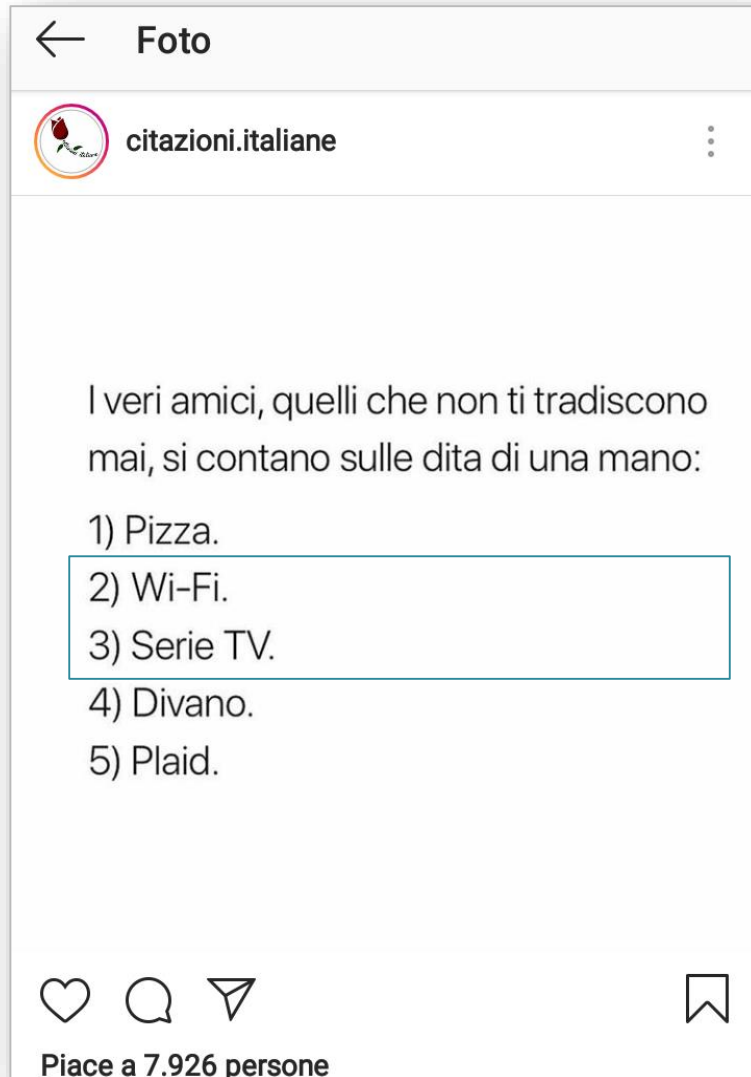 Foto
citazioni.italiane
I veri amici, quelli che non ti tradiscono
mai, si contano sulle dita di una mano:
1) Pizza.
2) Wi-Fi.
3) Serie TV.
4) Divano.
5) Plaid.
Piace a 7.926 persone